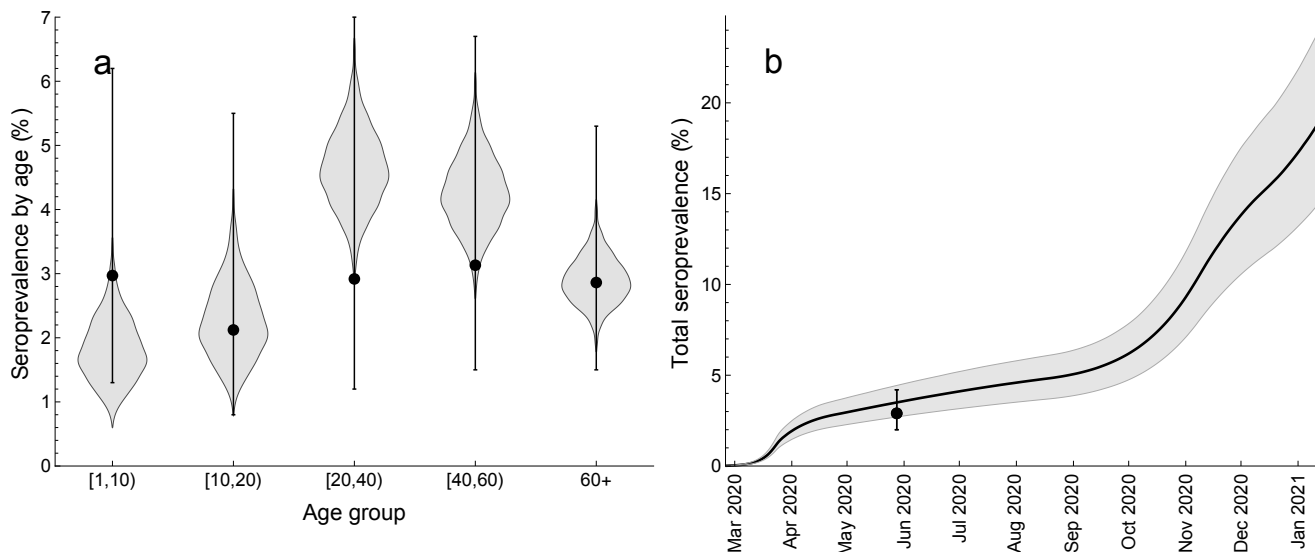 a
Seroprevalence by age (%)
7
6
5
4
3
2
1
0
[1,10)
[10,20)
[20,40)
[40,60)
60+
Age group
b
Total seroprevalence (%)
20
15
10
5
0
Mar 2020
Apr 2020
May 2020
Jun 2020
Jul 2020
Aug 2020
Sep 2020
Oct 2020
Nov 2020
Dec 2020
Jan 2021